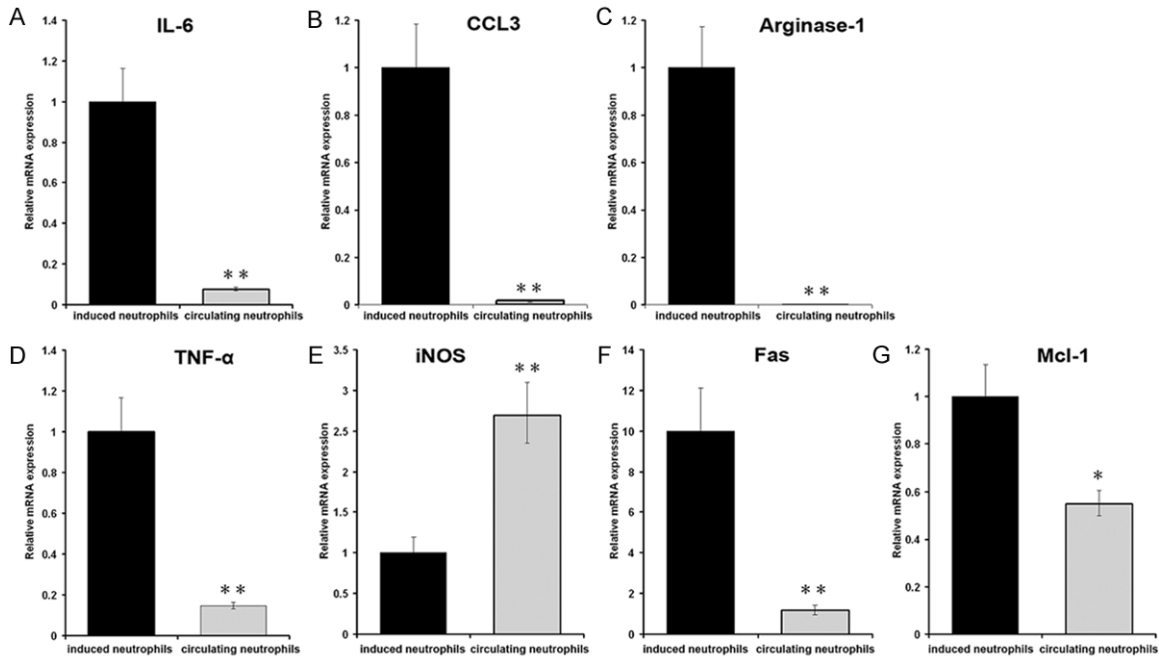 A
IL-6
Relative mRNA expression
1.4
1.2
1
0.8
0.6
0.4
0.2
0
**
induced neutrophils
circulating neutrophils
B
CCL3
Relative mRNA expression
1.2
1
0.8
0.6
0.4
0.2
0
**
induced neutrophils
circulating neutrophils
C
Arginase-1
Relative mRNA expression
1.2
1
0.8
0.6
0.4
0.2
0
**
induced neutrophils
circulating neutrophils
D
TNF-α
Relative mRNA expression
1.4
1.2
1
0.8
0.6
0.4
0.2
0
**
induced neutrophils
circulating neutrophils
E
iNOS
Relative mRNA expression
3.5
3
2.5
2
1.5
1
0.5
0
**
induced neutrophils
circulating neutrophils
F
Fas
Relative mRNA expression
14
12
10
8
6
4
2
0
**
induced neutrophils
circulating neutrophils
G
Mcl-1
Relative mRNA expression
1.2
1
0.8
0.6
0.4
0.2
0
*
induced neutrophils
circulating neutrophils